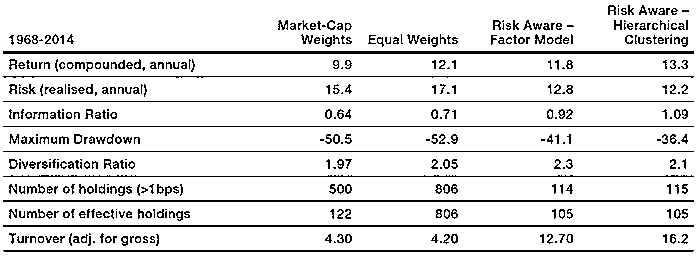 1968-2014 Market-Cap Weights Equal Weights Risk Aware – Factor Model Risk Aware – Hierarchical Clustering
Return (compounded, annual) 9.9 12.1 11.8 13.3
Risk (realised, annual) 15.4 17.1 12.8 12.2
Information Ratio 0.64 0.71 0.92 1.09
Maximum Drawdown -50.5 -52.9 -41.1 -36.4
Diversification Ratio 1.97 2.05 2.3 2.1
Number of holdings (>1bps) 500 806 114 115
Number of effective holdings 122 806 105 105
Turnover (adj. for gross) 4.30 4.20 12.70 16.2